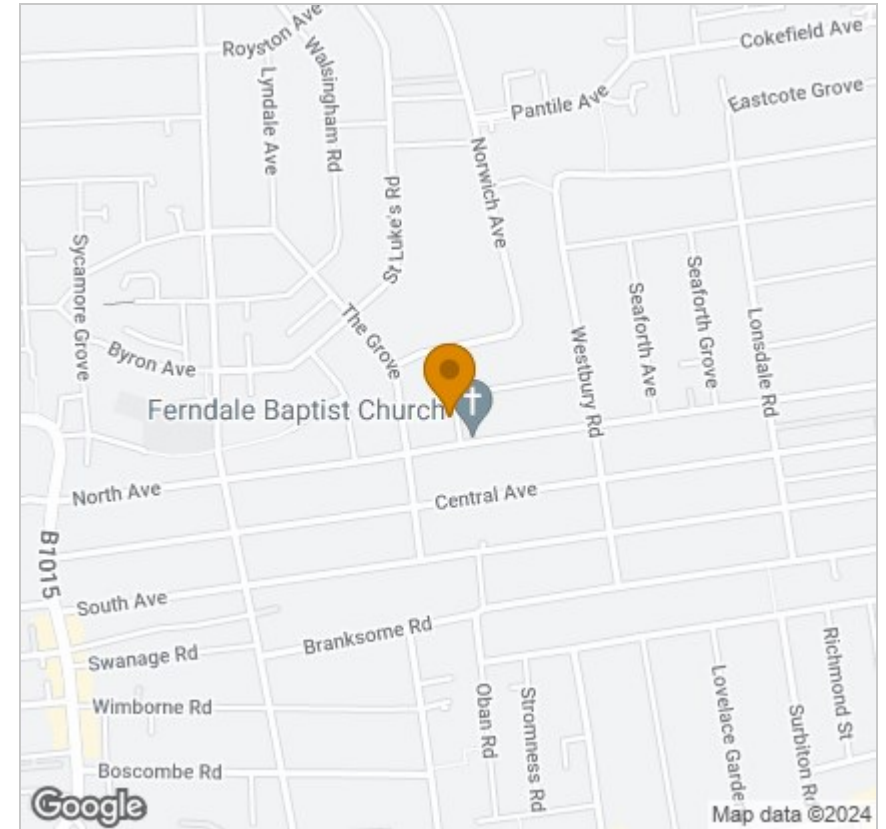 Royston Ave
Walsingham Rd
Lyndale Ave
Cokefield Ave
Pantile Ave
Eastcote Grove
Norwich Ave
St Luke's Rd
Sycamore Grove
The Grove
Byron Ave
Seaforth Ave
Seaforth Grove
Lonsdale Rd
Westbury Rd
Ferndale Baptist Church
North Ave
Central Ave
B1015
South Ave
Branksome Rd
Swanage Rd
Wimborne Rd
Oban Rd
Stromness Rd
Lovelace Garde
Surbiton Rd
Richmond St
Boscombe Rd
Google
Map data ©2024